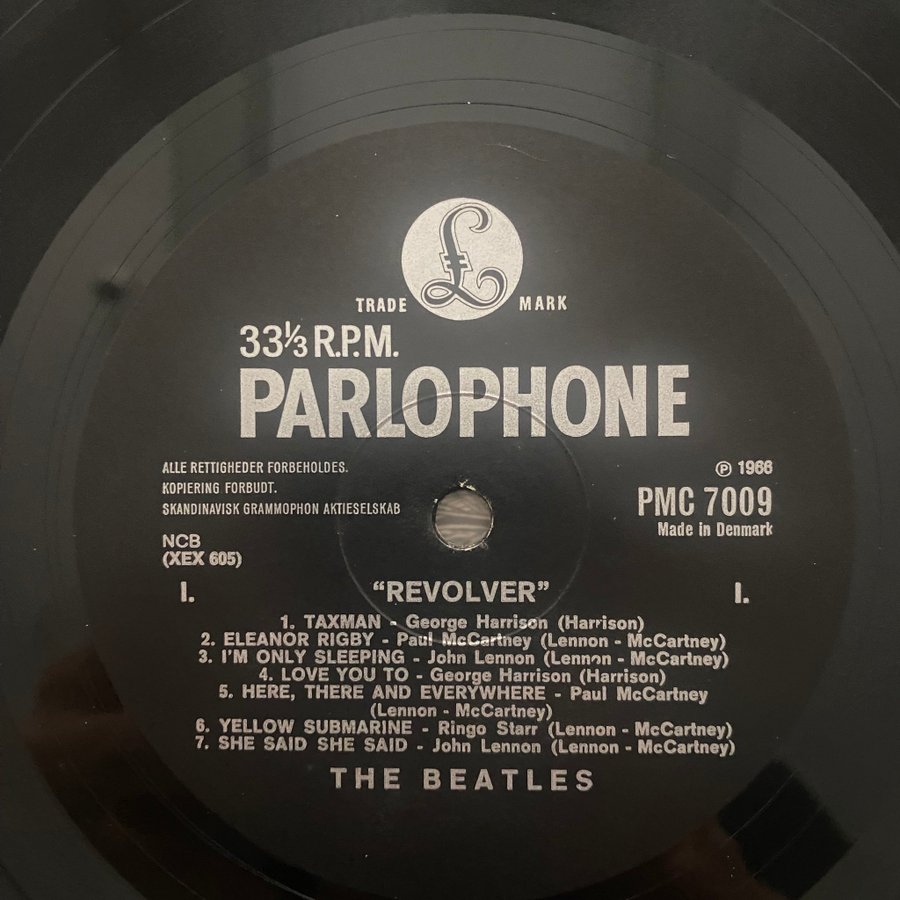 £
TRADE MARK
33⅓ R.P.M.
PARLOPHONE
ALLE RETTIGHEDER FORBEHOLDES.
KOPIERING FORBUDT.
SKANDINAVISK GRAMMOPHON AKTIESELSKAB
℗ 1966
PMC 7009
Made in Denmark
NCB
(XEX 605)
I. "REVOLVER" I.
1. TAXMAN - George Harrison (Harrison)
2. ELEANOR RIGBY - Paul McCartney (Lennon - McCartney)
3. I'M ONLY SLEEPING - John Lennon (Lennon - McCartney)
4. LOVE YOU TO - George Harrison (Harrison)
5. HERE, THERE AND EVERYWHERE - Paul McCartney
(Lennon - McCartney)
6. YELLOW SUBMARINE - Ringo Starr (Lennon - McCartney)
7. SHE SAID SHE SAID - John Lennon (Lennon - McCartney)
THE BEATLES